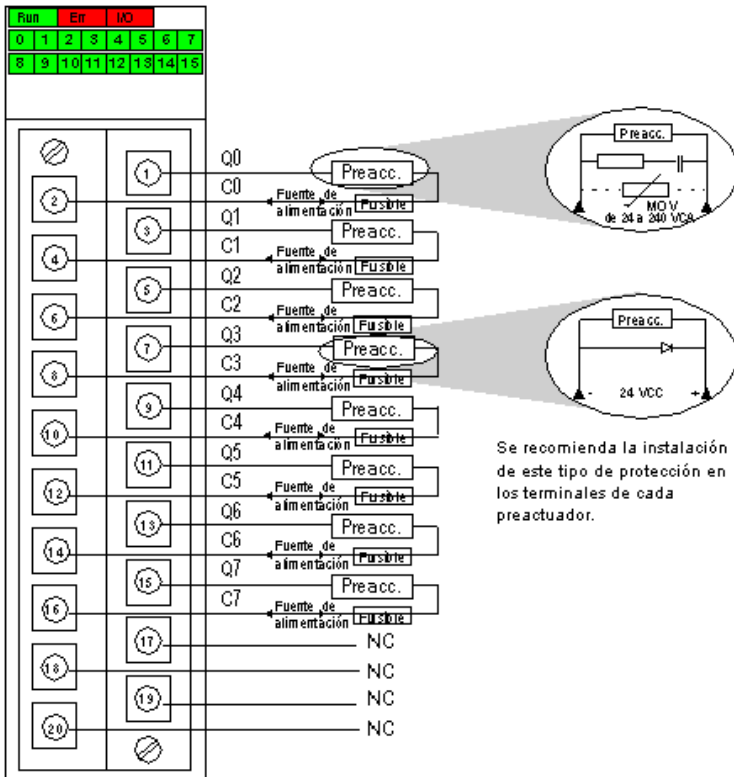 Run Err I/O
0 1 2 3 4 5 6 7
8 9 10 11 12 13 14 15
1 Q0 Preacc.
2 C0 Fuente de alimentación Fusible
3 Q1 Preacc.
4 C1 Fuente de alimentación Fusible
5 Q2 Preacc.
6 C2 Fuente de alimentación Fusible
7 Q3 Preacc.
8 C3 Fuente de alimentación Fusible
9 Q4 Preacc.
10 C4 Fuente de alimentación Fusible
11 Q5 Preacc.
12 C5 Fuente de alimentación Fusible
13 Q6 Preacc.
14 C6 Fuente de alimentación Fusible
15 Q7 Preacc.
16 C7 Fuente de alimentación Fusible
17 NC
18 NC
19 NC
20 NC
Preacc.
MOV
de 24 a 240 VCA
Preacc.
- 24 VCC +
Se recomienda la instalación
de este tipo de protección en
los terminales de cada
preactuador.